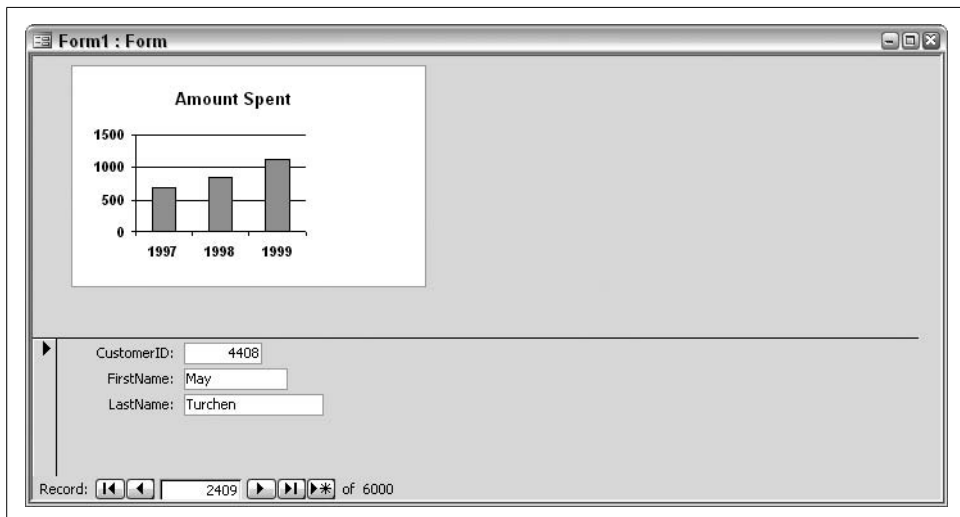 Form1 : Form
Amount Spent
1500
1000
500
0
1997 1998 1999
CustomerID: 4408
FirstName: May
LastName: Turchen
Record: 2409 of 6000